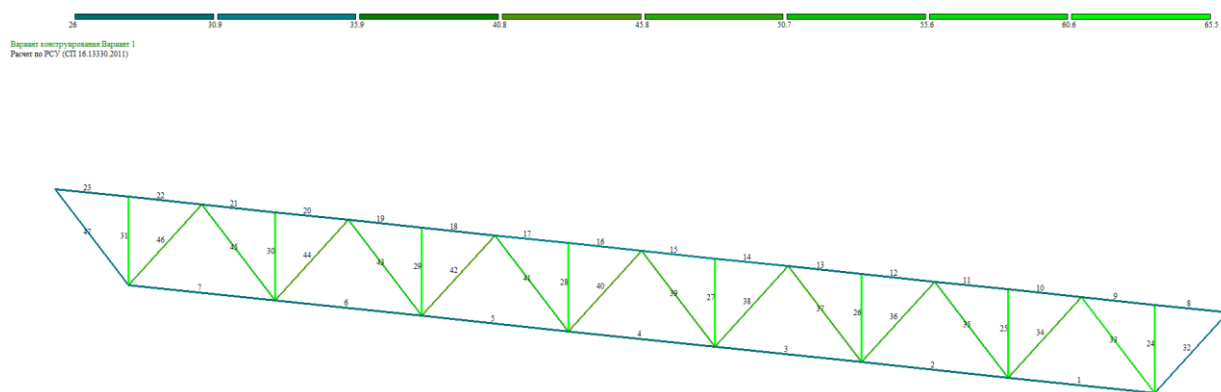 26 30.9 35.9 40.8 45.8 50.7 55.6 60.6 65.5
Вариант конструирования:Вариант 1
Расчет по РСУ (СП 16.13330.2011)
23 22 21 20 19 18 17 16 15 14 13 12 11 10 9 8
47 31 46 45 30 44 43 29 42 41 28 40 39 27 38 37 26 36 35 25 34 33 24 32
7 6 5 4 3 2 1